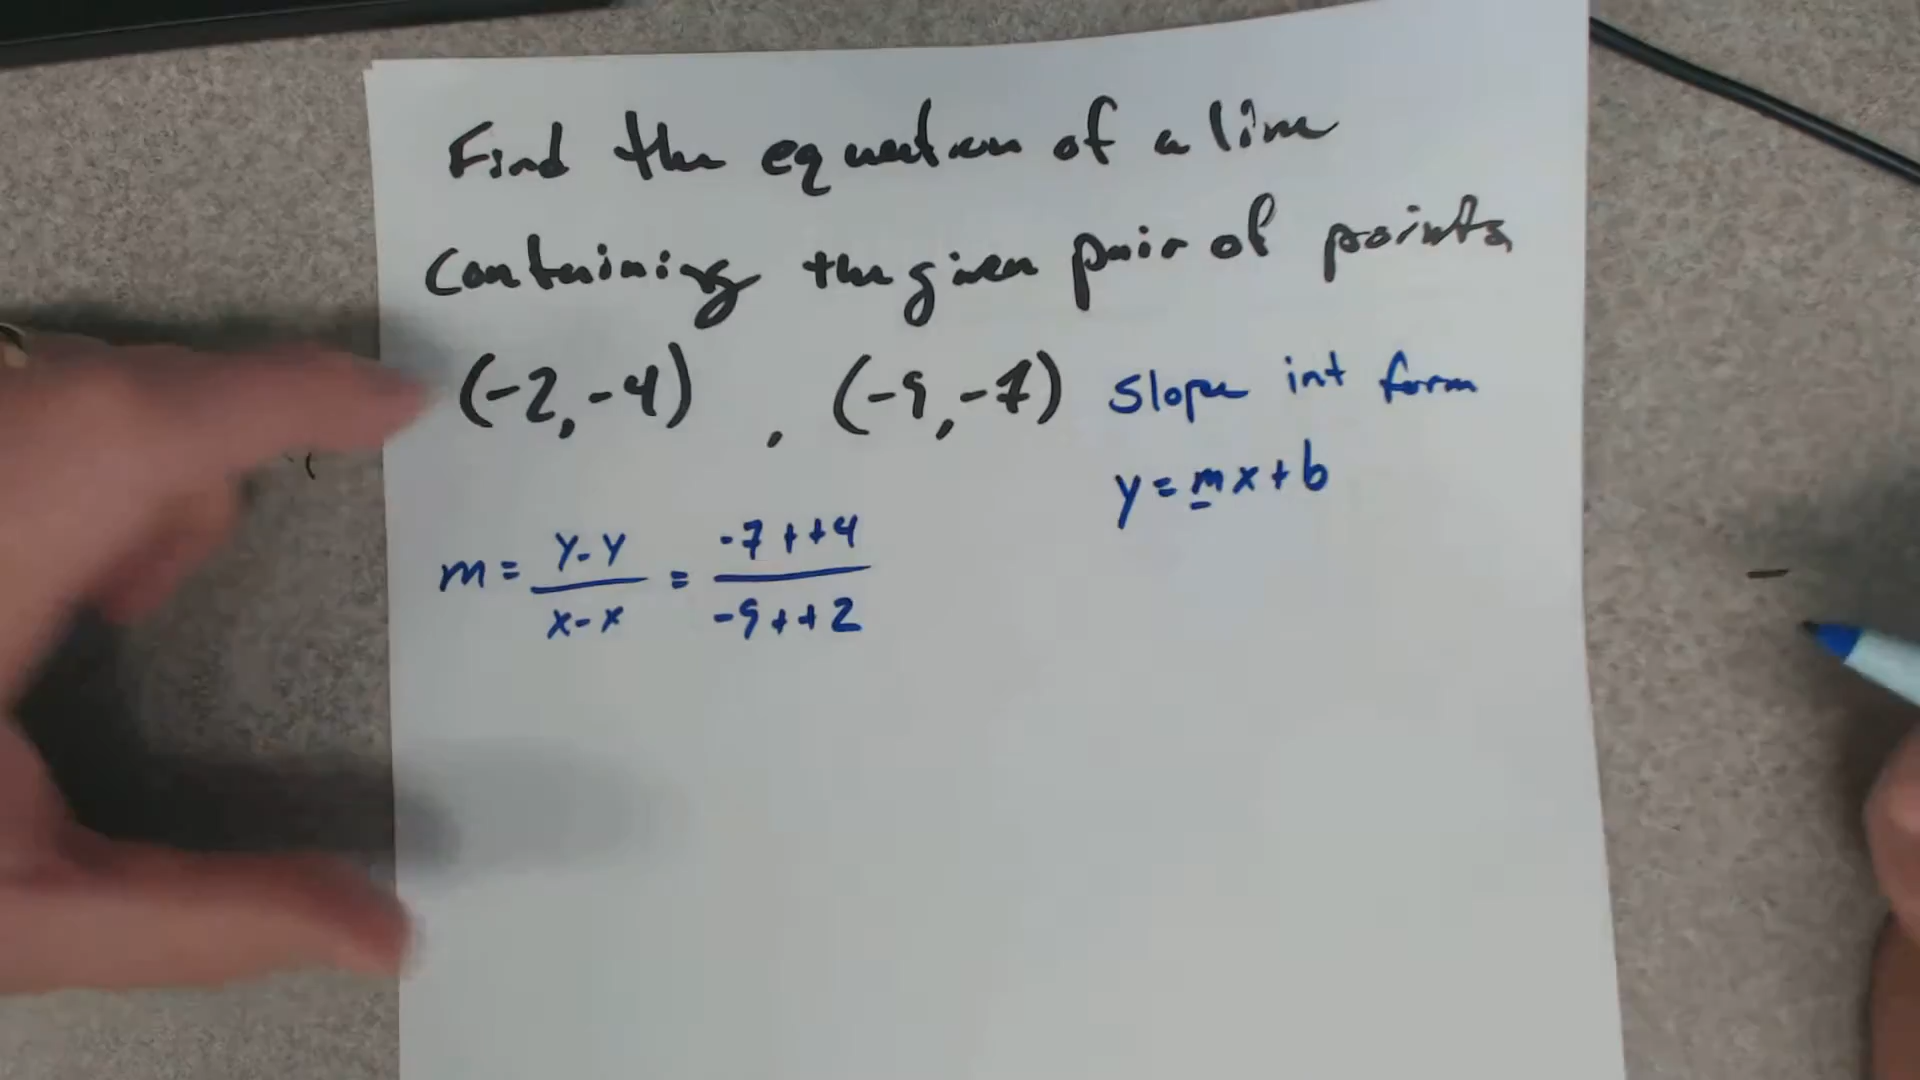 Find the equation of a line
Containing the given pair of points
(-2, -4) , (-9, -7) Slope int form
y = mx + b
m = y-y / x-x = -7 + +4 / -9 + +2